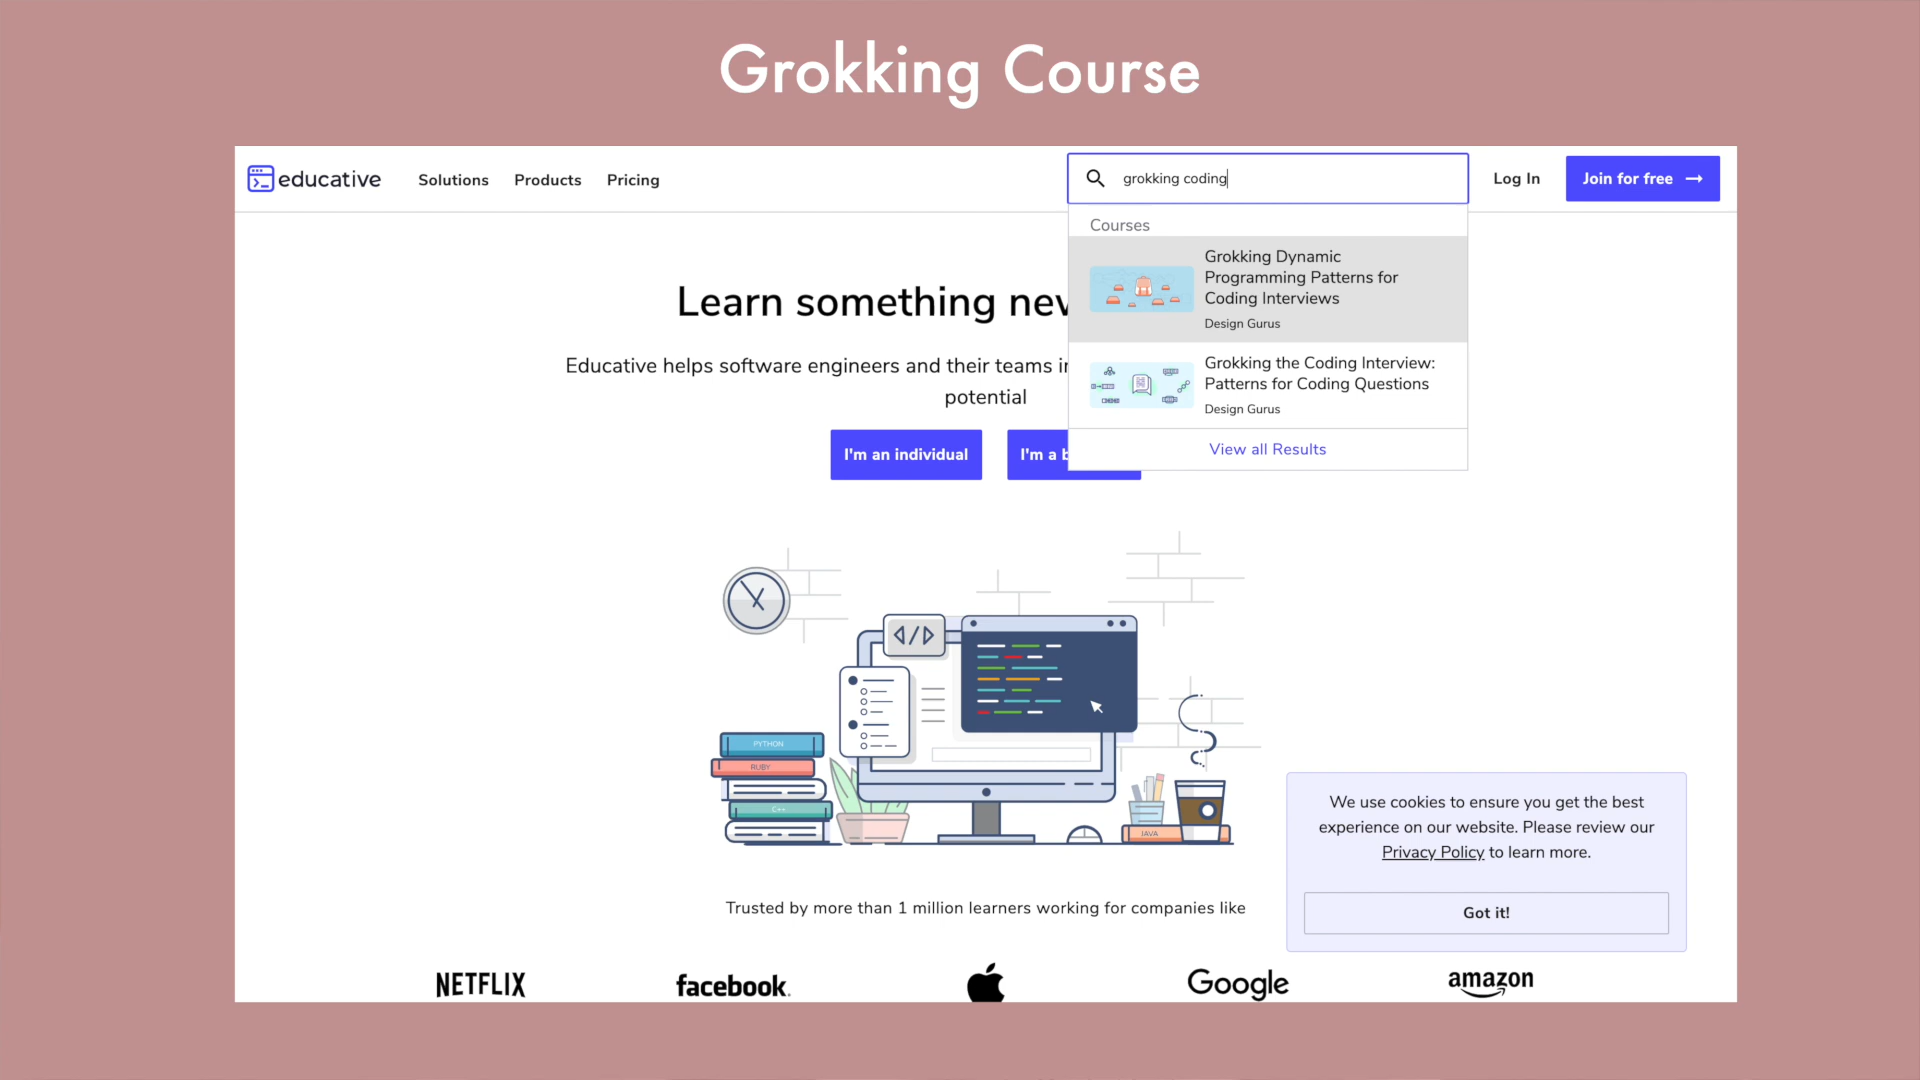 Grokking Course
educative
Solutions
Products
Pricing
grokking coding
Log In
Join for free
Courses
Grokking Dynamic
Programming Patterns for
Coding Interviews
Design Gurus
Grokking the Coding Interview:
Patterns for Coding Questions
Design Gurus
View all Results
Learn something
Educative helps software engineers and their teams
potential
I'm an individual
I'm a
PYTHON
RUBY
C++
JAVA
We use cookies to ensure you get the best
experience on our website. Please review our
Privacy Policy to learn more.
Got it!
Trusted by more than 1 million learners working for companies like
NETFLIX
facebook
Google
amazon